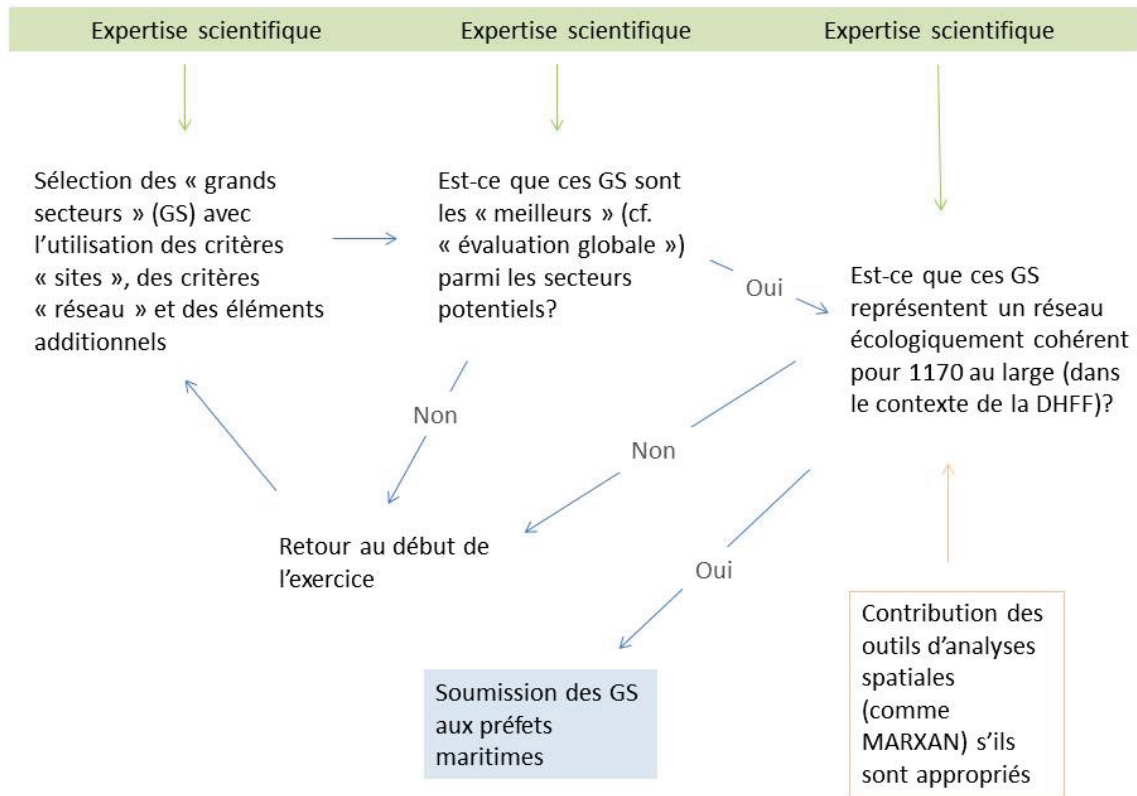 Expertise scientifique
Expertise scientifique
Expertise scientifique
Sélection des « grands
secteurs » (GS) avec
l’utilisation des critères
« sites », des critères
« réseau » et des éléments
additionnels
Est-ce que ces GS sont
les « meilleurs » (cf.
« évaluation globale »)
parmi les secteurs
potentiels?
Oui
Est-ce que ces GS
représentent un réseau
écologiquement cohérent
pour 1170 au large (dans
le contexte de la DHFF)?
Non
Non
Retour au début de
l’exercice
Oui
Soumission des GS
aux préfets
maritimes
Contribution des
outils d’analyses
spatiales
(comme
MARXAN) s’ils
sont appropriés